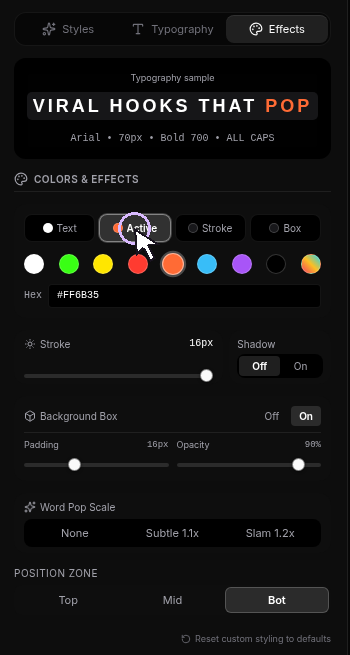 Styles Typography Effects
Typography sample
VIRAL HOOKS THAT POP
Arial • 70px • Bold 700 • ALL CAPS
COLORS & EFFECTS
Text Active Stroke Box
Hex #FF6B35
Stroke 16px Shadow
Off On
Background Box Off On
Padding 16px Opacity 90%
Word Pop Scale
None Subtle 1.1x Slam 1.2x
POSITION ZONE
Top Mid Bot
Reset custom styling to defaults